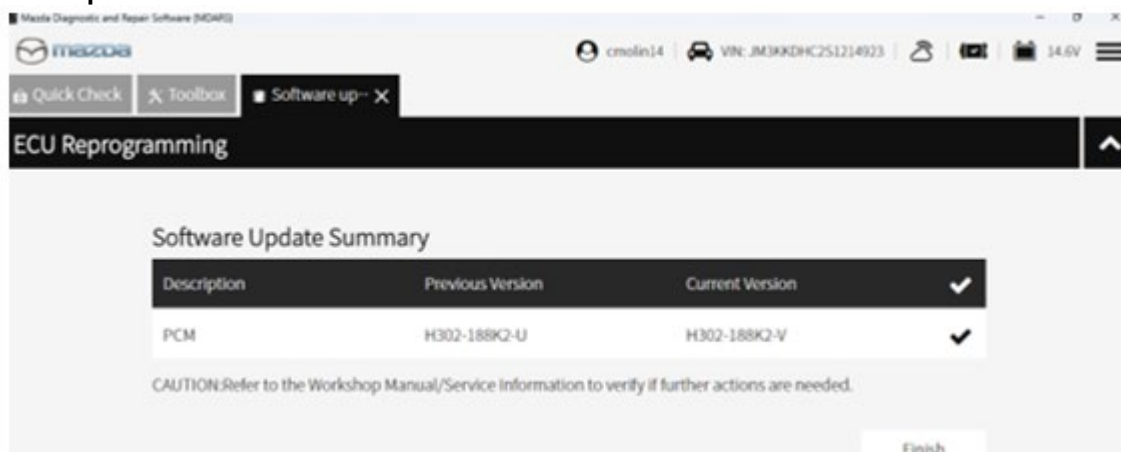 Mazda Diagnostic and Repair Software (MDARS)
mazda
cmolin14 VIN: JM3KKDHC2S1214923 14.6V
Quick Check Toolbox Software up··
ECU Reprogramming
Software Update Summary
Description Previous Version Current Version
PCM H302-188K2-U H302-188K2-V
CAUTION:Refer to the Workshop Manual/Service Information to verify if further actions are needed.
Finish